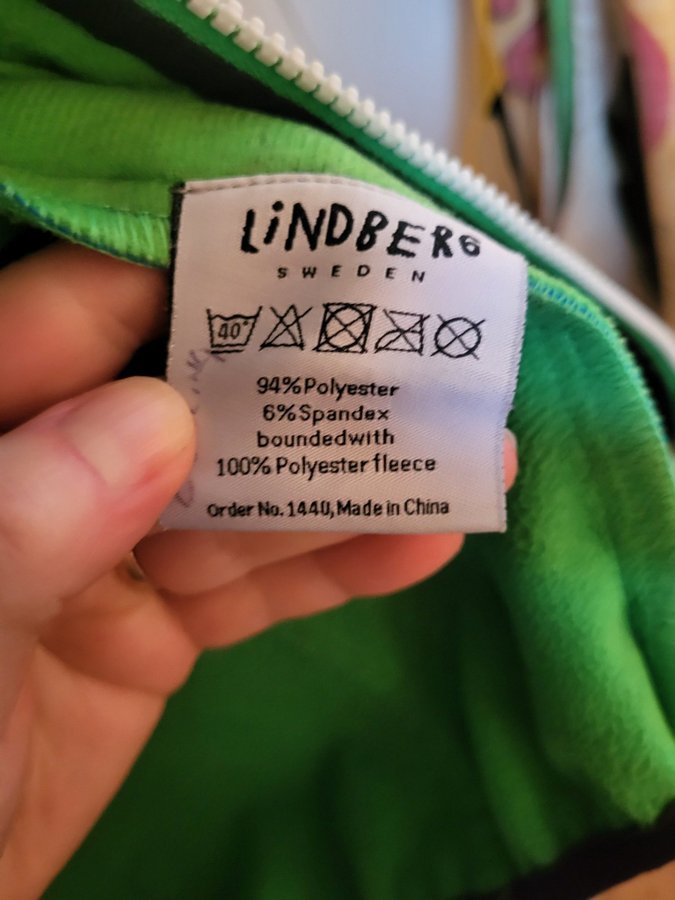 LiNDBERG
SWEDEN
40°
94%Polyester
6%Spandex
boundedwith
100% Polyester fleece
Order No. 1440, Made in China